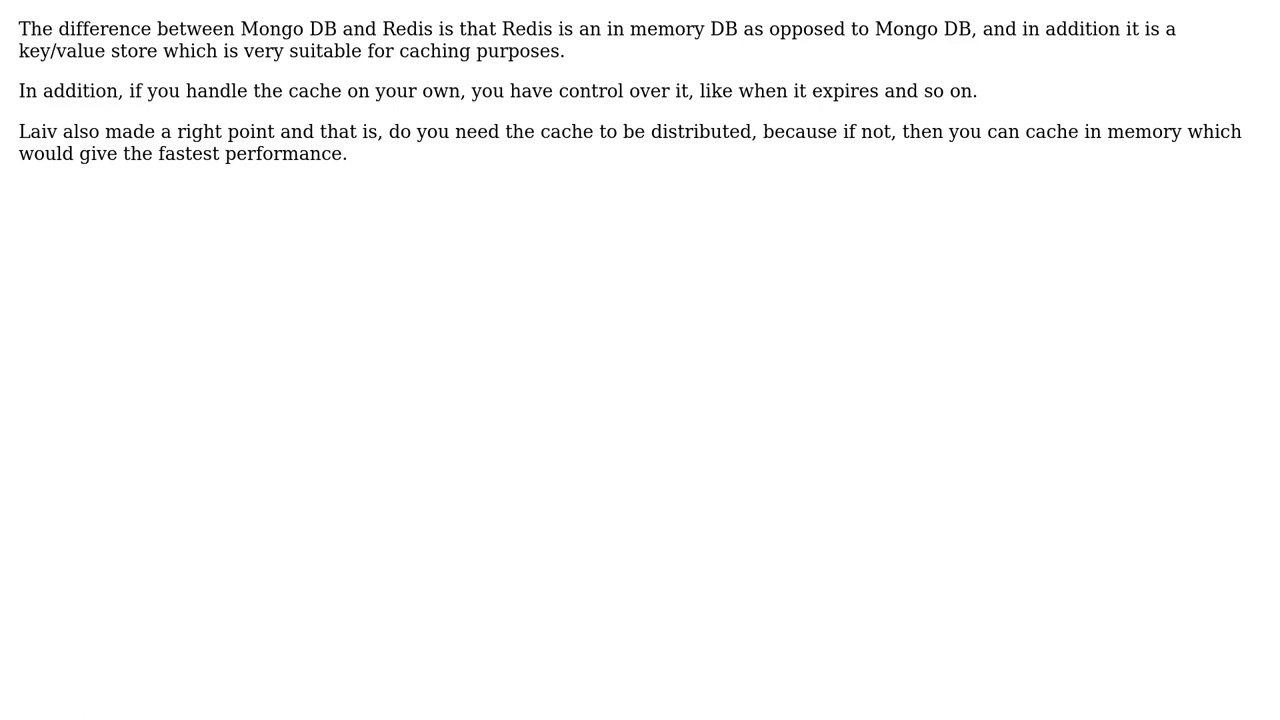 The difference between Mongo DB and Redis is that Redis is an in memory DB as opposed to Mongo DB, and in addition it is a
key/value store which is very suitable for caching purposes.
In addition, if you handle the cache on your own, you have control over it, like when it expires and so on.
Laiv also made a right point and that is, do you need the cache to be distributed, because if not, then you can cache in memory which
would give the fastest performance.